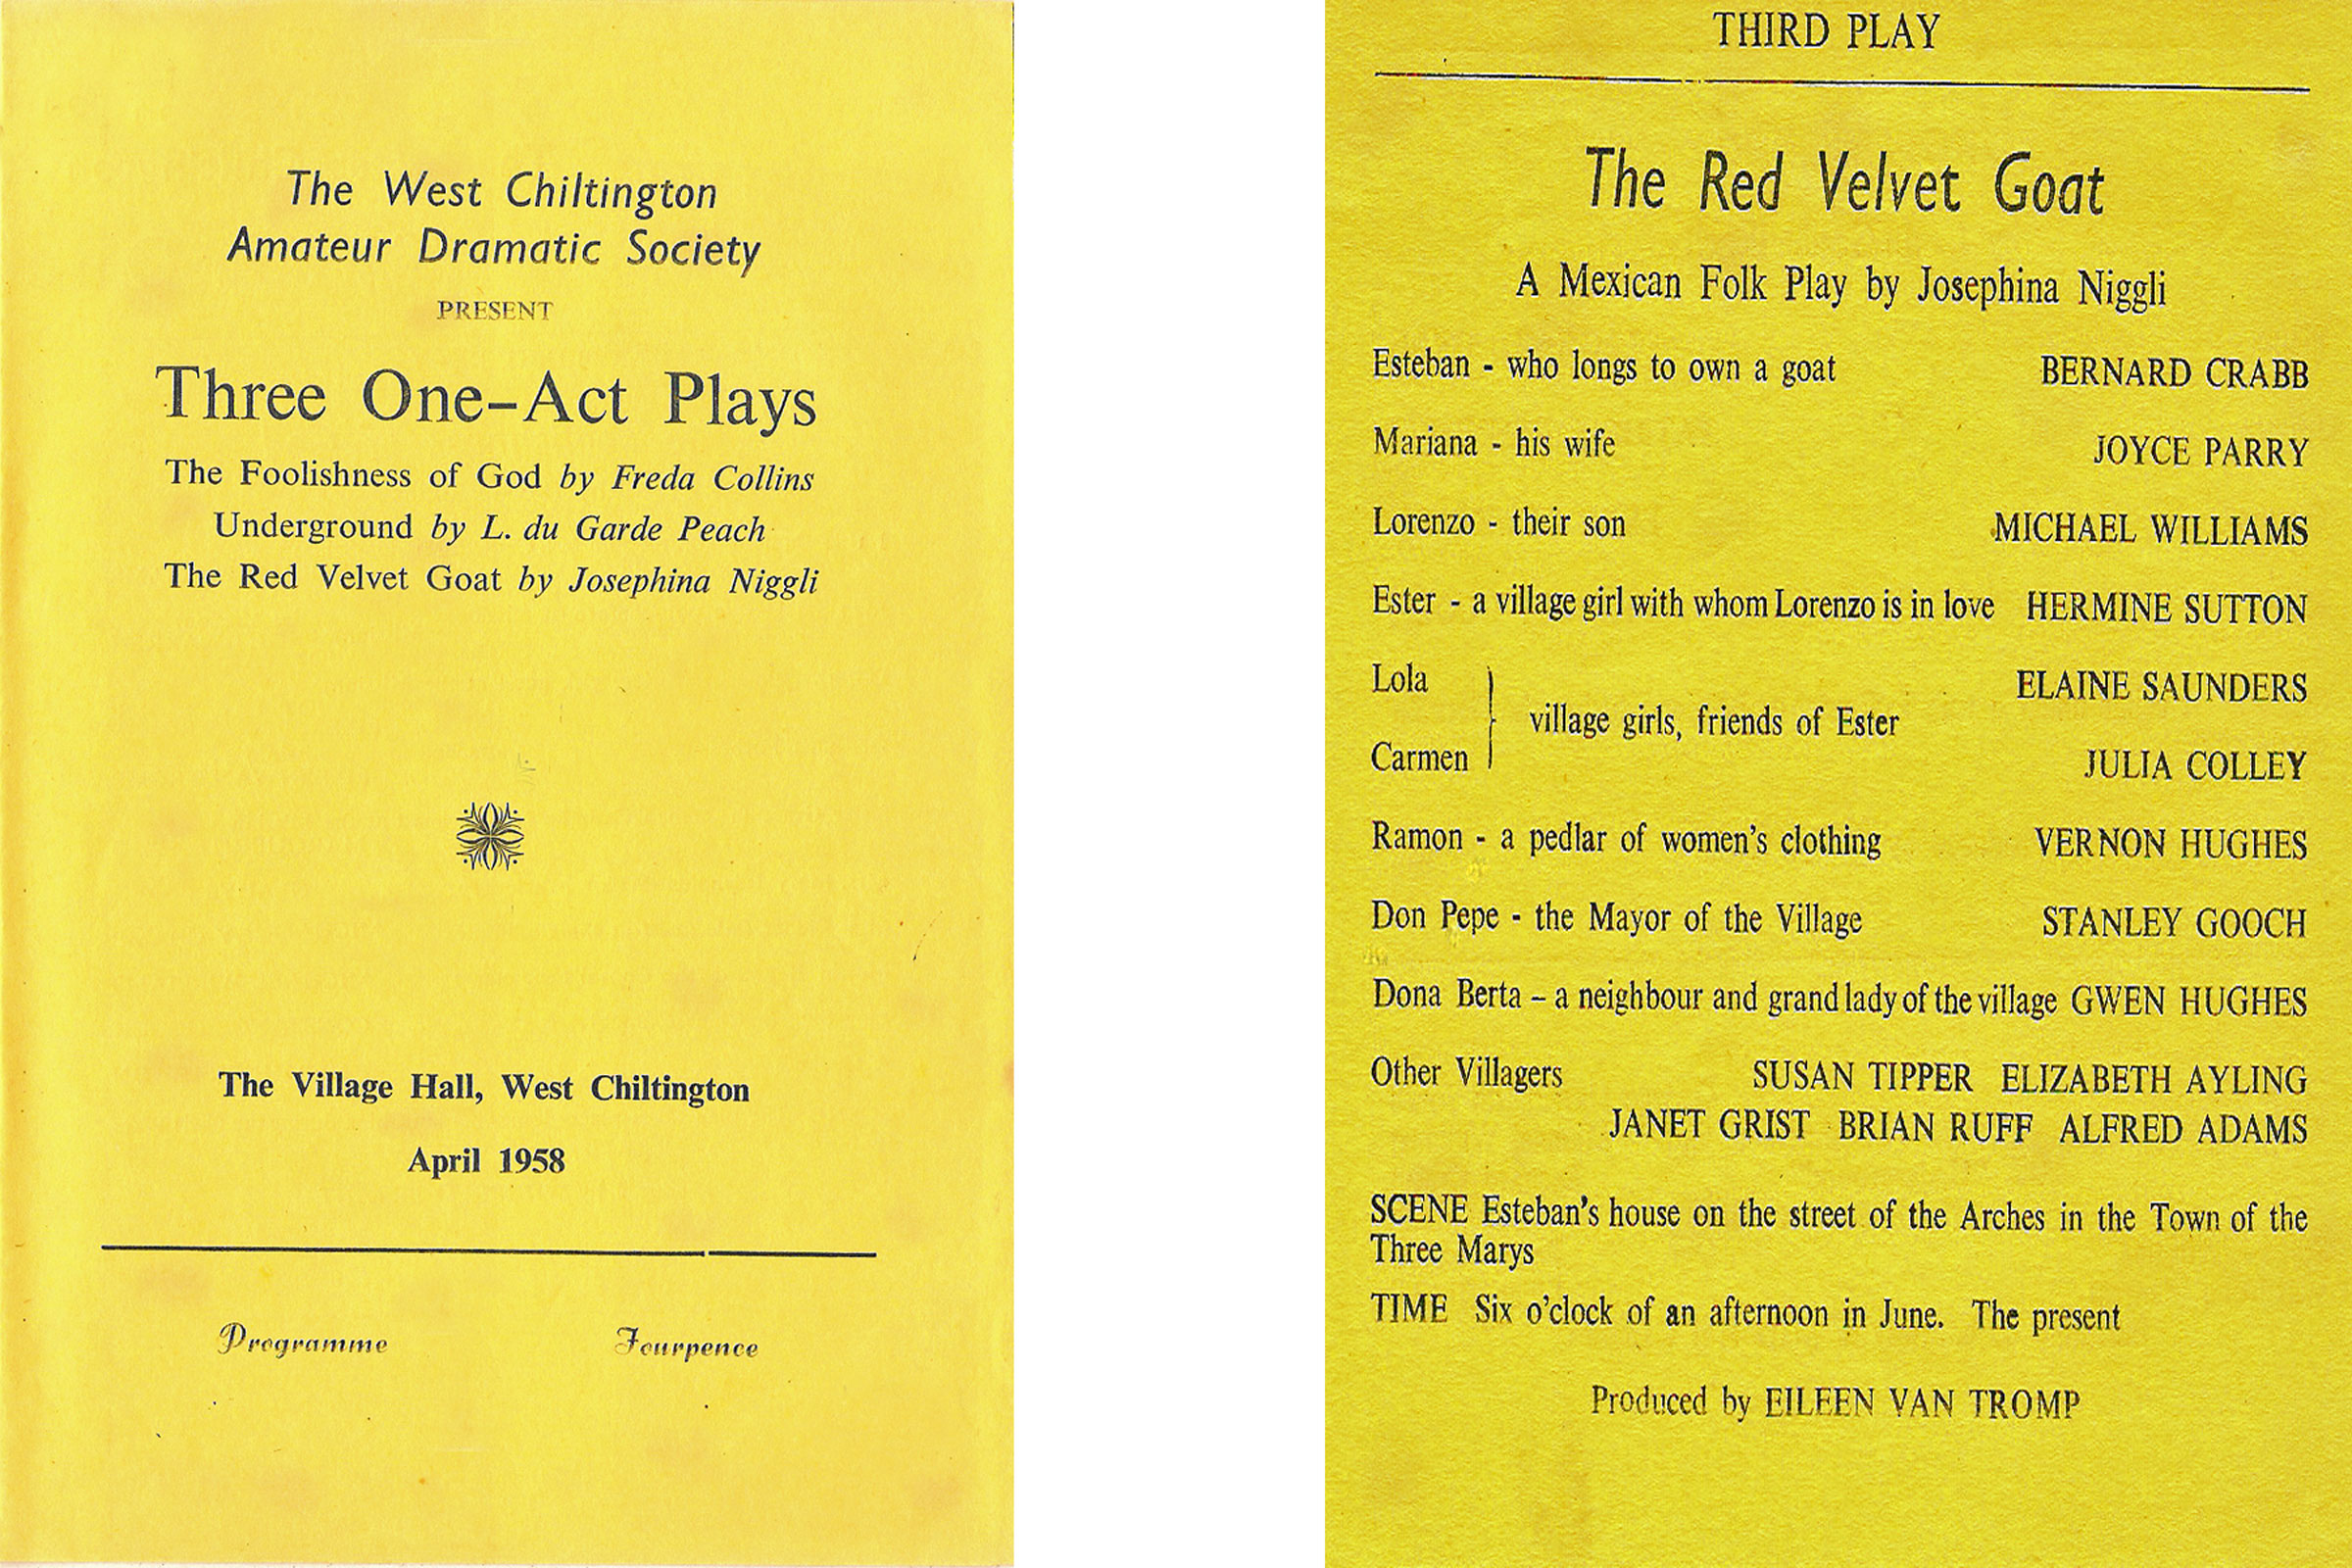 The West Chiltington
Amateur Dramatic Society
PRESENT
Three One-Act Plays
The Foolishness of God by Freda Collins
Underground by L. du Garde Peach
The Red Velvet Goat by Josephina Niggli
The Village Hall, West Chiltington
April 1958
Programme Fourpence
THIRD PLAY
The Red Velvet Goat
A Mexican Folk Play by Josephina Niggli
Esteban - who longs to own a goat BERNARD CRABB
Mariana - his wife JOYCE PARRY
Lorenzo - their son MICHAEL WILLIAMS
Ester - a village girl with whom Lorenzo is in love HERMINE SUTTON
Lola ELAINE SAUNDERS
village girls, friends of Ester
Carmen JULIA COLLEY
Ramon - a pedlar of women's clothing VERNON HUGHES
Don Pepe - the Mayor of the Village STANLEY GOOCH
Dona Berta – a neighbour and grand lady of the village GWEN HUGHES
Other Villagers SUSAN TIPPER ELIZABETH AYLING
JANET GRIST BRIAN RUFF ALFRED ADAMS
SCENE Esteban's house on the street of the Arches in the Town of the
Three Marys
TIME Six o'clock of an afternoon in June. The present
Produced by EILEEN VAN TROMP